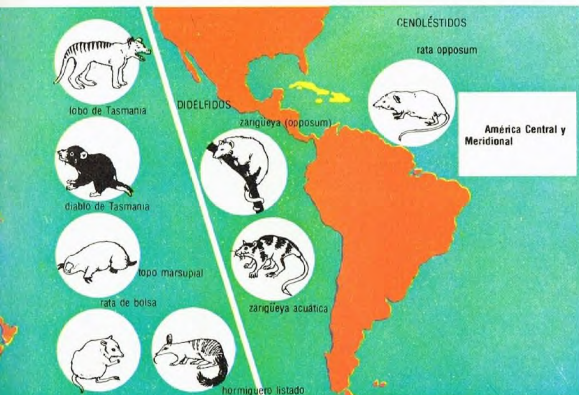 CENOLÉSTIDOS
rata opposum
lobo de Tasmania
DIDÉLFIDOS
zarigüeya (opposum)
América Central y
Meridional
diablo de Tasmania
topo marsupial
rata de bolsa
zarigüeya acuática
hormiguero listado